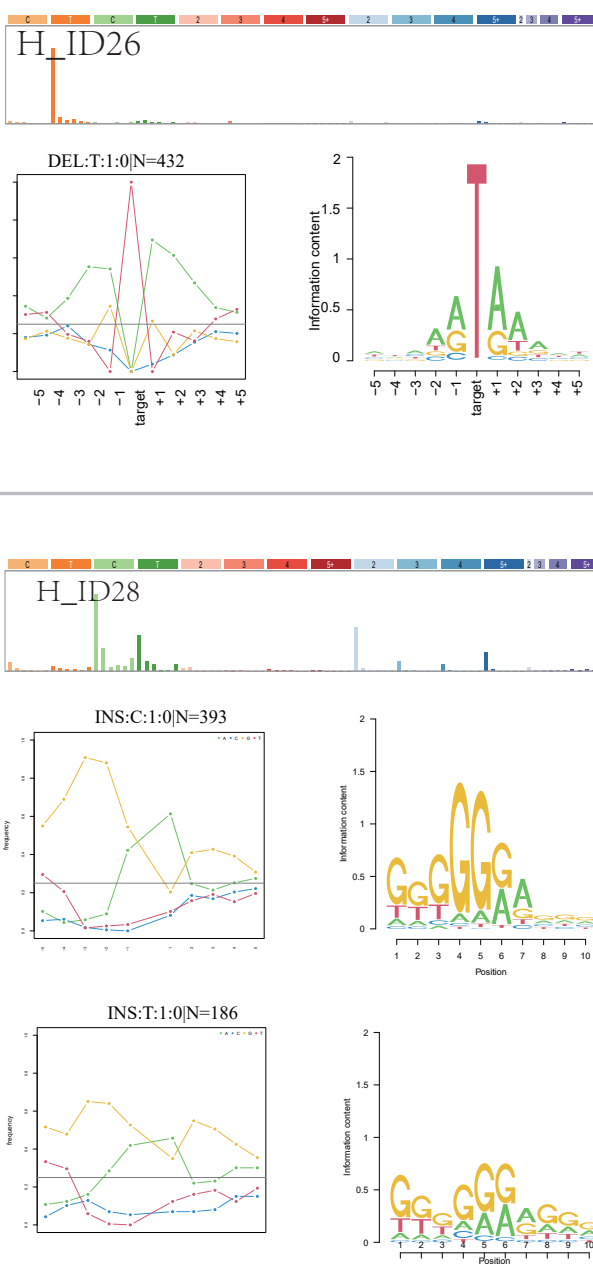 C T C T 2 3 4 5+ 2 3 4 5+ 2 3 4 5+
H_ID26
DEL:T:1:0|N=432
−5 −4 −3 −2 −1 target +1 +2 +3 +4 +5
Information content
2
1.5
1
0.5
0
−5 −4 −3 −2 −1 target +1 +2 +3 +4 +5
C T C T 2 3 4 5+ 2 3 4 5+ 2 3 4 5+
H_ID28
INS:C:1:0|N=393
A C G T
frequency
Information content
2
1.5
1
0.5
0
1 2 3 4 5 6 7 8 9 10
Position
INS:T:1:0|N=186
A C G T
frequency
Information content
2
1.5
1
0.5
0
1 2 3 4 5 6 7 8 9 10
Position